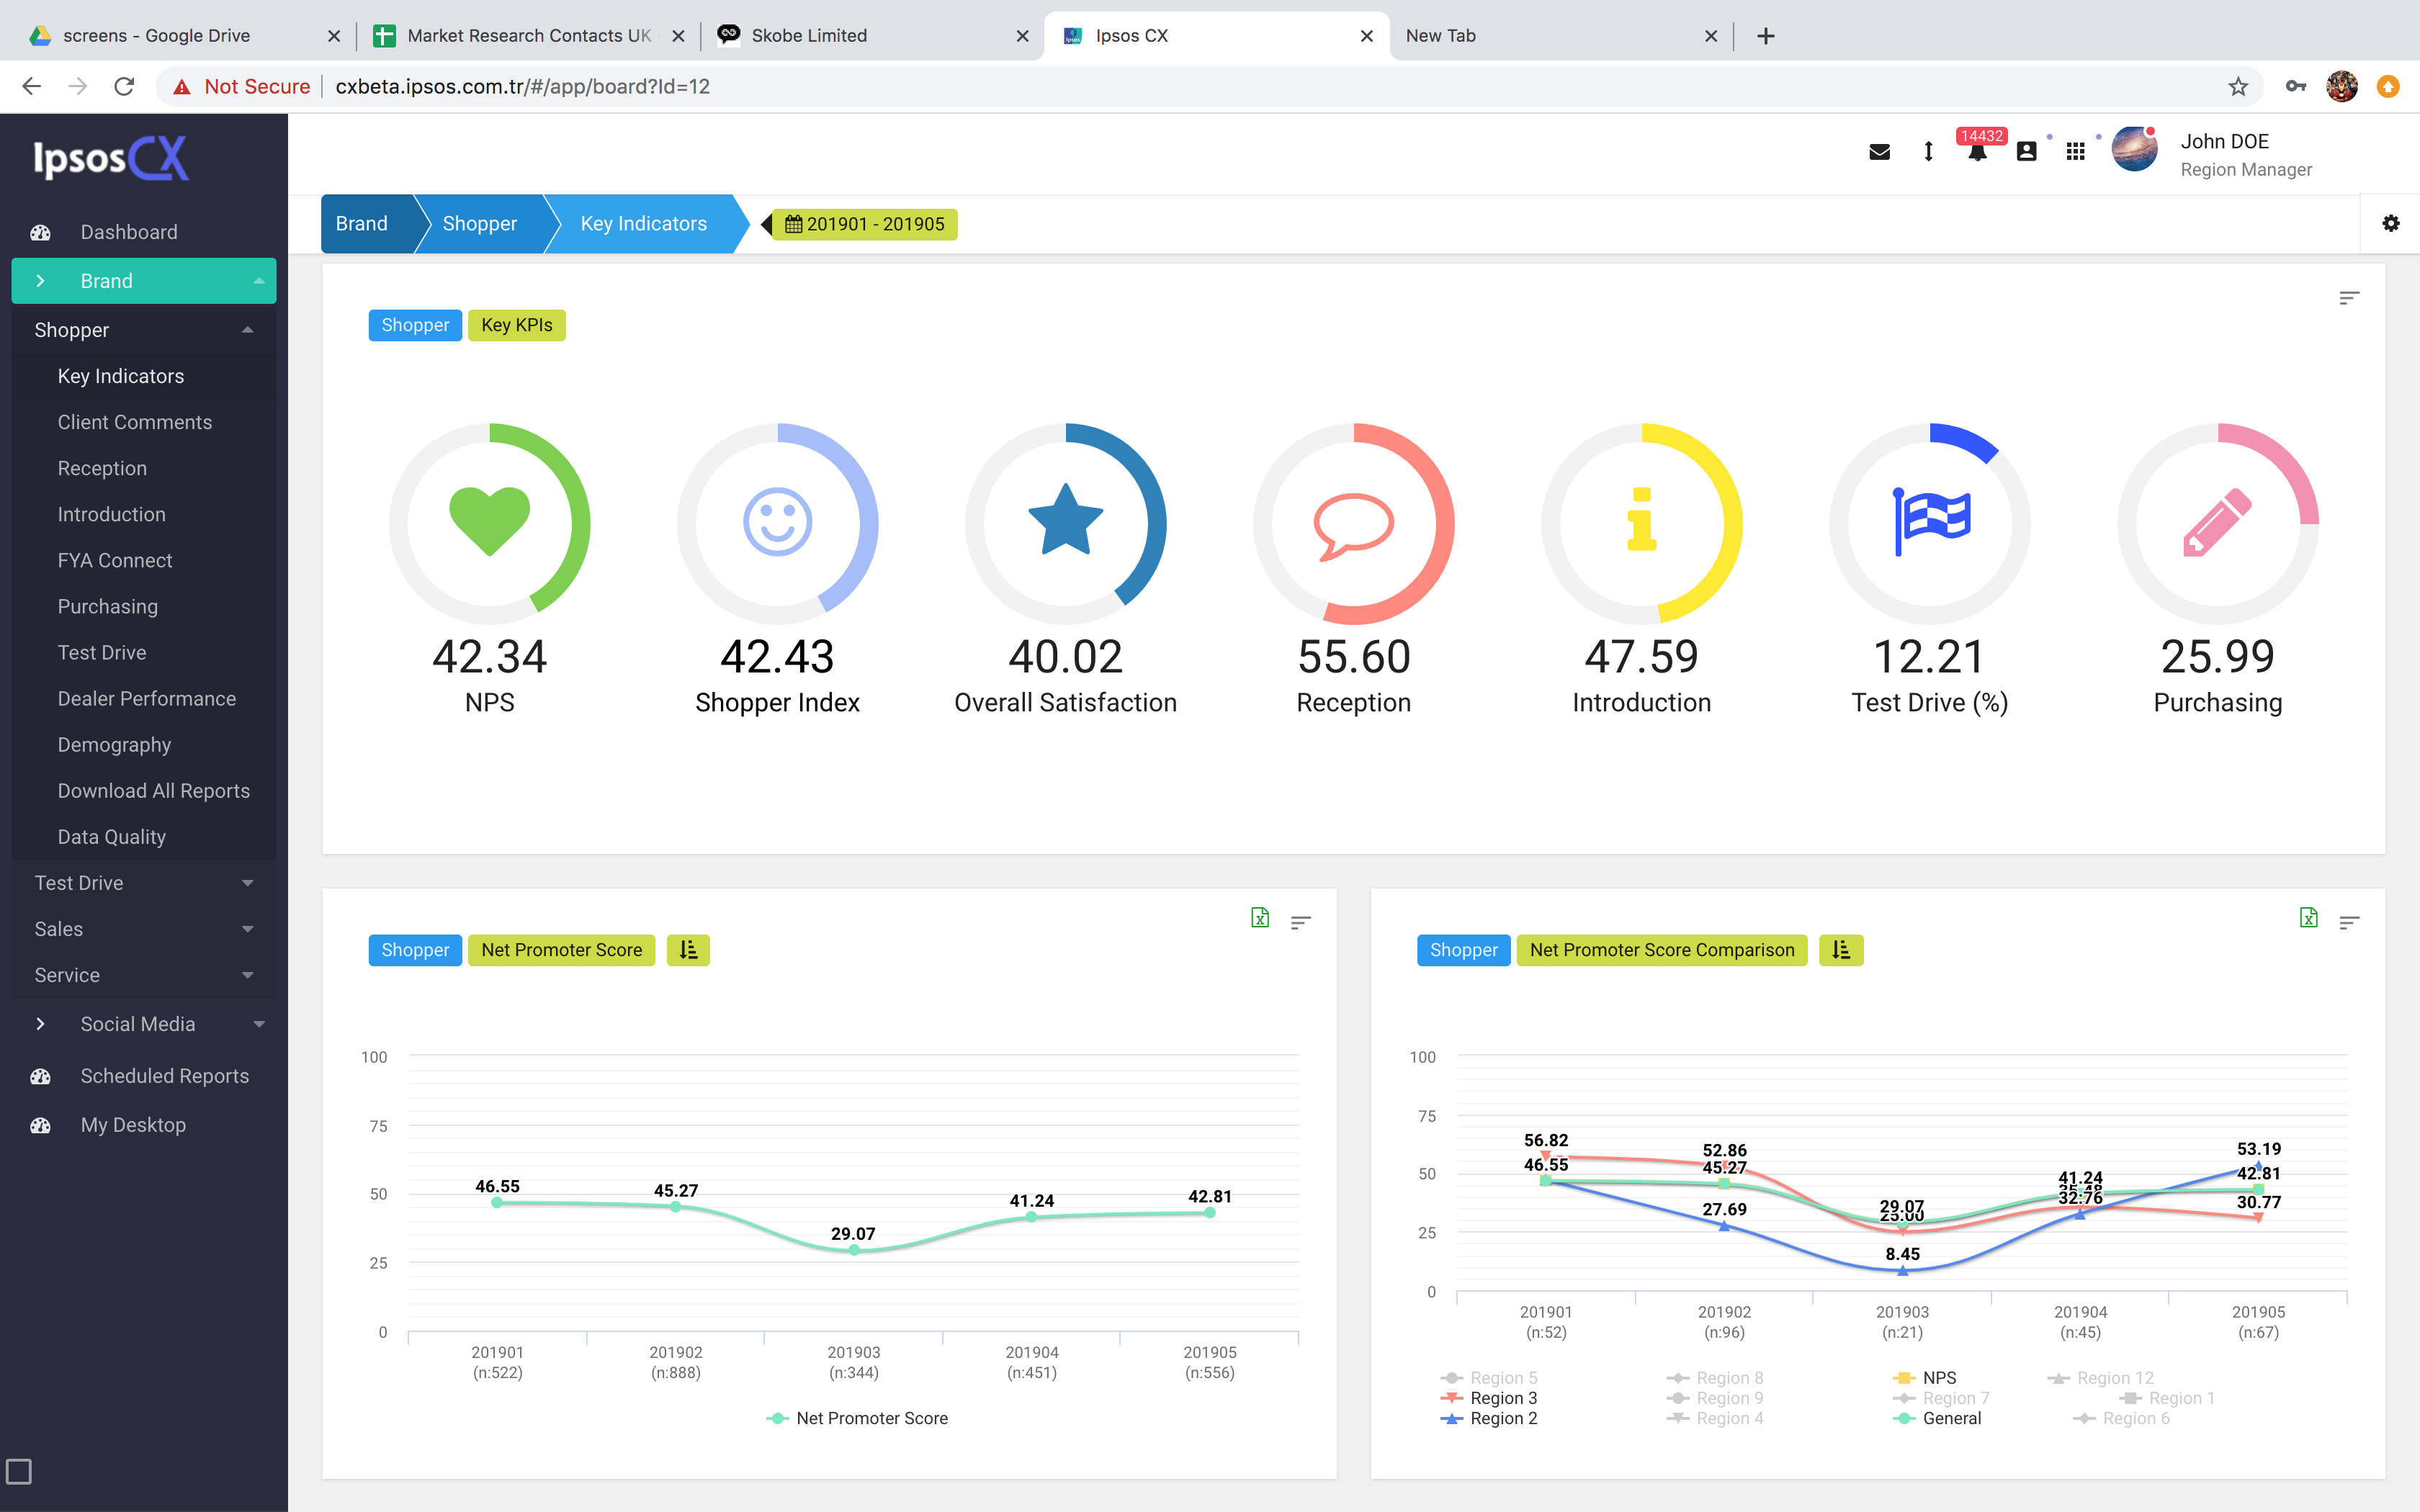 screens - Google Drive
Market Research Contacts UK
Skobe Limited
Ipsos CX
New Tab
Not Secure
cxbeta.ipsos.com.tr/#/app/board?Id=12
IpsosCX
14432
John DOE
Region Manager
Dashboard
Brand
Shopper
Key Indicators
Client Comments
Reception
Introduction
FYA Connect
Purchasing
Test Drive
Dealer Performance
Demography
Download All Reports
Data Quality
Test Drive
Sales
Service
Social Media
Scheduled Reports
My Desktop
Brand Shopper Key Indicators 201901 - 201905
Shopper Key KPIs
42.34 42.43 40.02 55.60 47.59 12.21 25.99
NPS Shopper Index Overall Satisfaction Reception Introduction Test Drive (%) Purchasing
Shopper Net Promoter Score
100
75
50
25
0
46.55 45.27 29.07 41.24 42.81
201901 201902 201903 201904 201905
(n:522) (n:888) (n:344) (n:451) (n:556)
Net Promoter Score
Shopper Net Promoter Score Comparison
100
75
50
25
0
56.82 52.86 29.07 41.24 53.19
46.55 45.27 25.00 42.81
27.69 8.45 32.76 30.77
201901 201902 201903 201904 201905
(n:52) (n:96) (n:21) (n:45) (n:67)
Region 5 Region 8 NPS Region 12
Region 3 Region 9 Region 7 Region 1
Region 2 Region 4 General Region 6